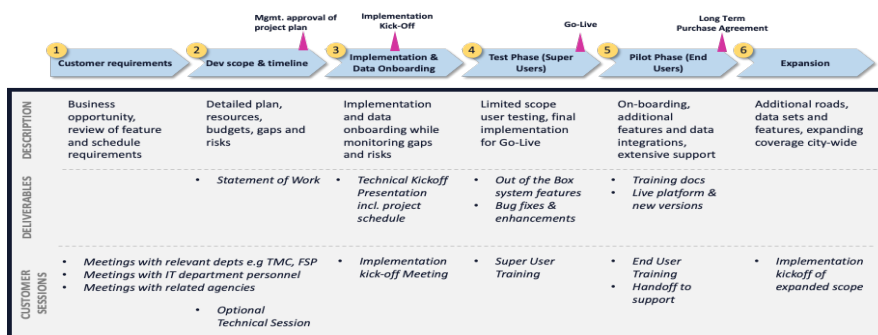 Mgmt. approval of
project plan
Implementation
Kick-Off
Go-Live
Long Term
Purchase Agreement
1
Customer requirements
2
Dev scope & timeline
3
Implementation &
Data Onboarding
4
Test Phase (Super
Users)
5
Pilot Phase (End
Users)
6
Expansion
DESCRIPTION
Business
opportunity,
review of feature
and schedule
requirements
Detailed plan,
resources,
budgets, gaps and
risks
Implementation
and data
onboarding while
monitoring gaps
and risks
Limited scope
user testing, final
implementation
for Go-Live
On-boarding,
additional
features and data
integrations,
extensive support
Additional roads,
data sets and
features, expanding
coverage city-wide
DELIVERABLES
• Statement of Work
• Technical Kickoff
Presentation
incl. project
schedule
• Out of the Box
system features
• Bug fixes &
enhancements
• Training docs
• Live platform &
new versions
CUSTOMER
SESSIONS
• Meetings with relevant depts e.g TMC, FSP
• Meetings with IT department personnel
• Meetings with related agencies
• Optional
Technical Session
• Implementation
kick-off Meeting
• Super User
Training
• End User
Training
• Handoff to
support
• Implementation
kickoff of
expanded scope